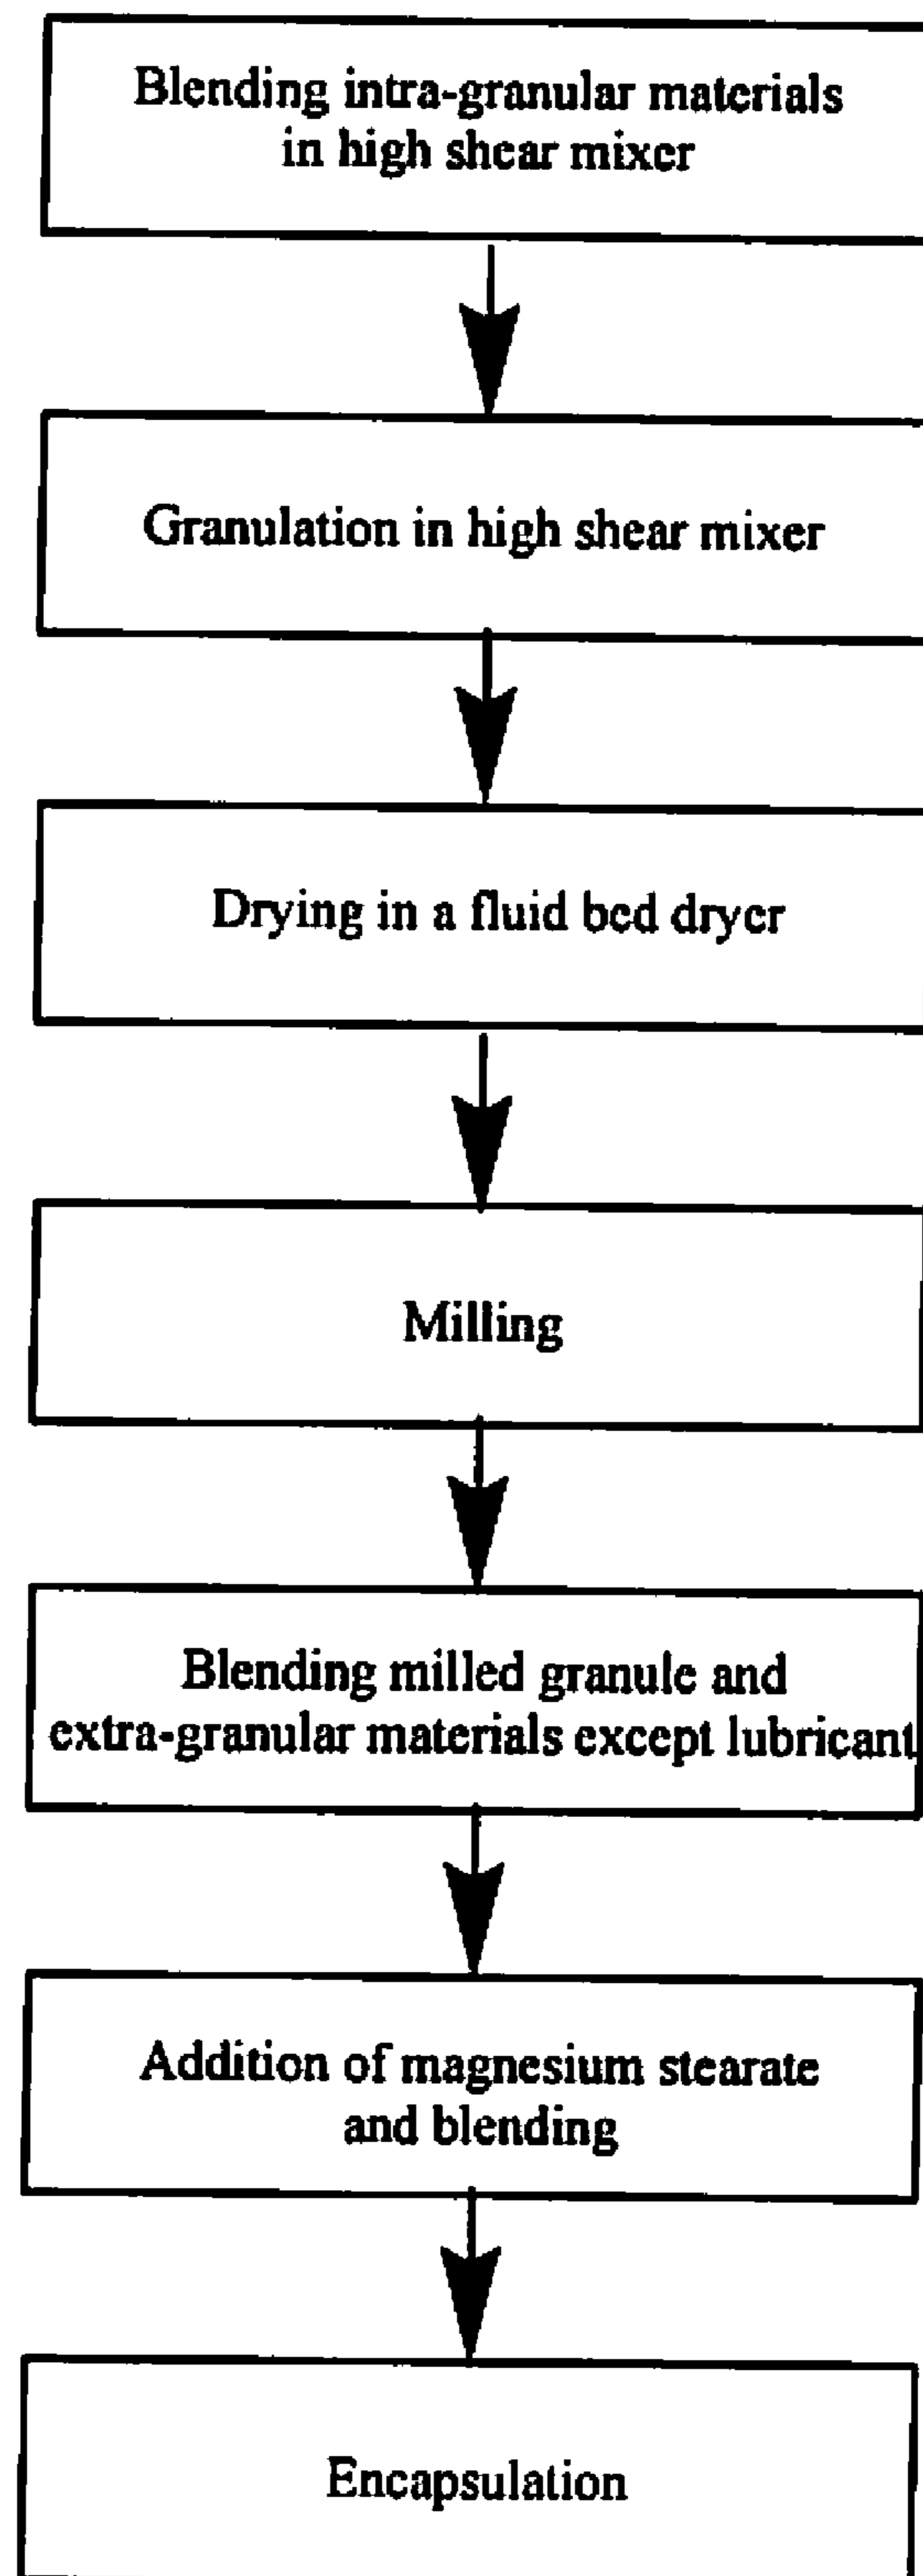 Blending intra-granular materials
in high shear mixer
Granulation in high shear mixer
Drying in a fluid bed dryer
Milling
Blending milled granule and
extra-granular materials except lubricant
Addition of magnesium stearate
and blending
Encapsulation